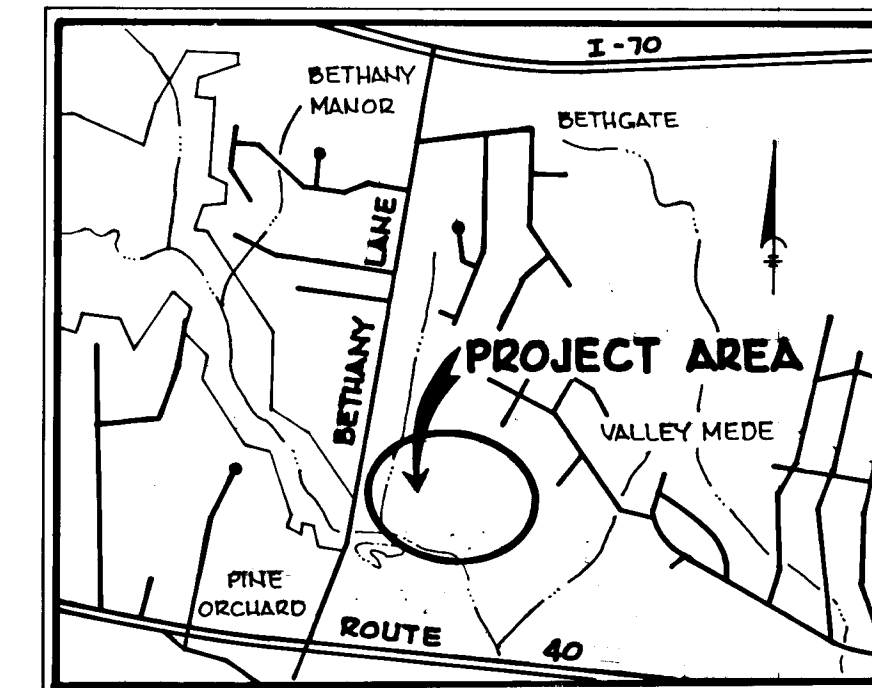 I-70
BETHANY
MANOR
BETHGATE
BETHANY LANE
PROJECT AREA
VALLEY MEDE
PINE
ORCHARD
ROUTE 40